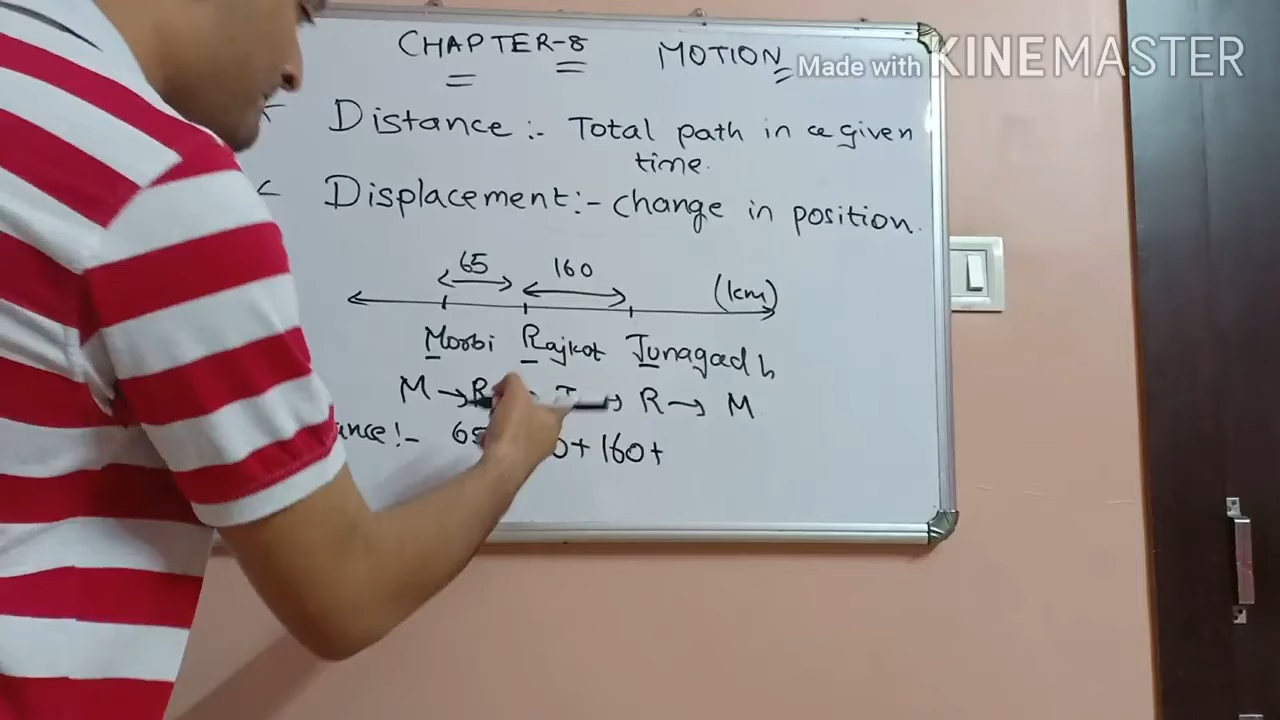 CHAPTER-8 MOTION
Made with KINEMASTER
Distance :- Total path in a given
time.
Displacement :- change in position.
65 160 (km)
Morbi Rajkot Junagadh
M → R → R → M
65 + 160 +